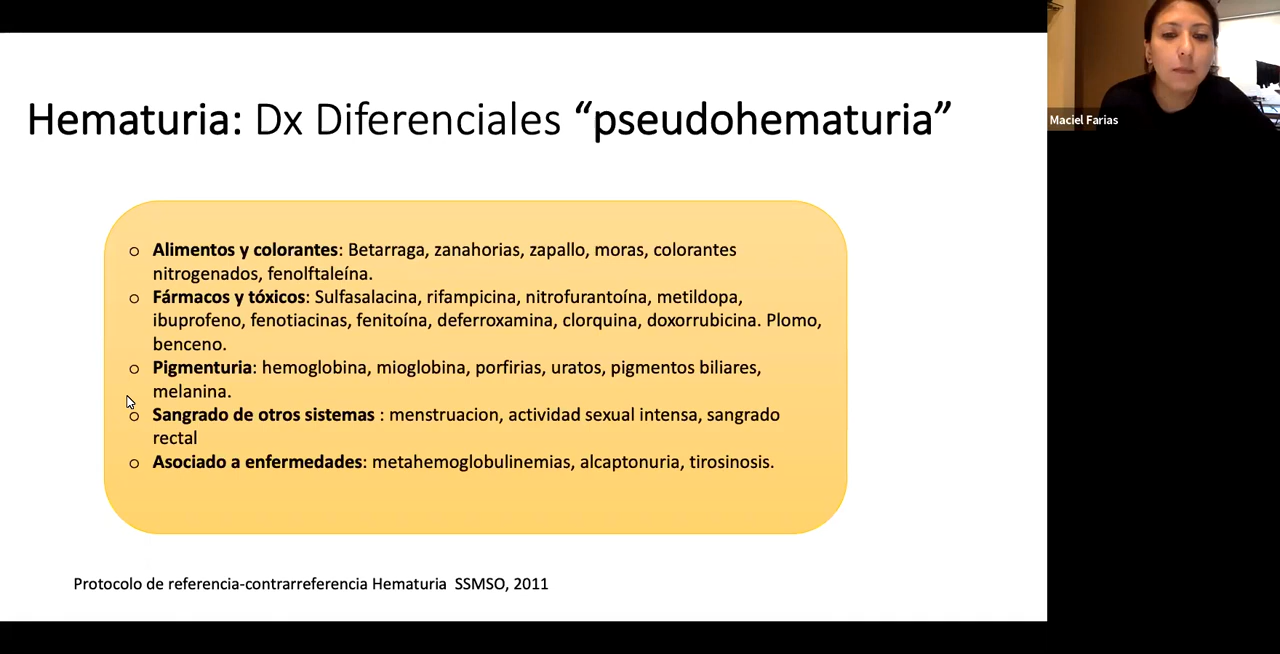 Hematuria: Dx Diferenciales “pseudohematuria”
Maciel Farias
o Alimentos y colorantes: Betarraga, zanahorias, zapallo, moras, colorantes
nitrogenados, fenolftaleína.
o Fármacos y tóxicos: Sulfasalacina, rifampicina, nitrofurantoína, metildopa,
ibuprofeno, fenotiacinas, fenitoína, deferroxamina, clorquina, doxorrubicina. Plomo,
benceno.
o Pigmenturia: hemoglobina, mioglobina, porfirias, uratos, pigmentos biliares,
melanina.
o Sangrado de otros sistemas : menstruacion, actividad sexual intensa, sangrado
rectal
o Asociado a enfermedades: metahemoglobulinemias, alcaptonuria, tirosinosis.
Protocolo de referencia-contrarreferencia Hematuria SSMSO, 2011